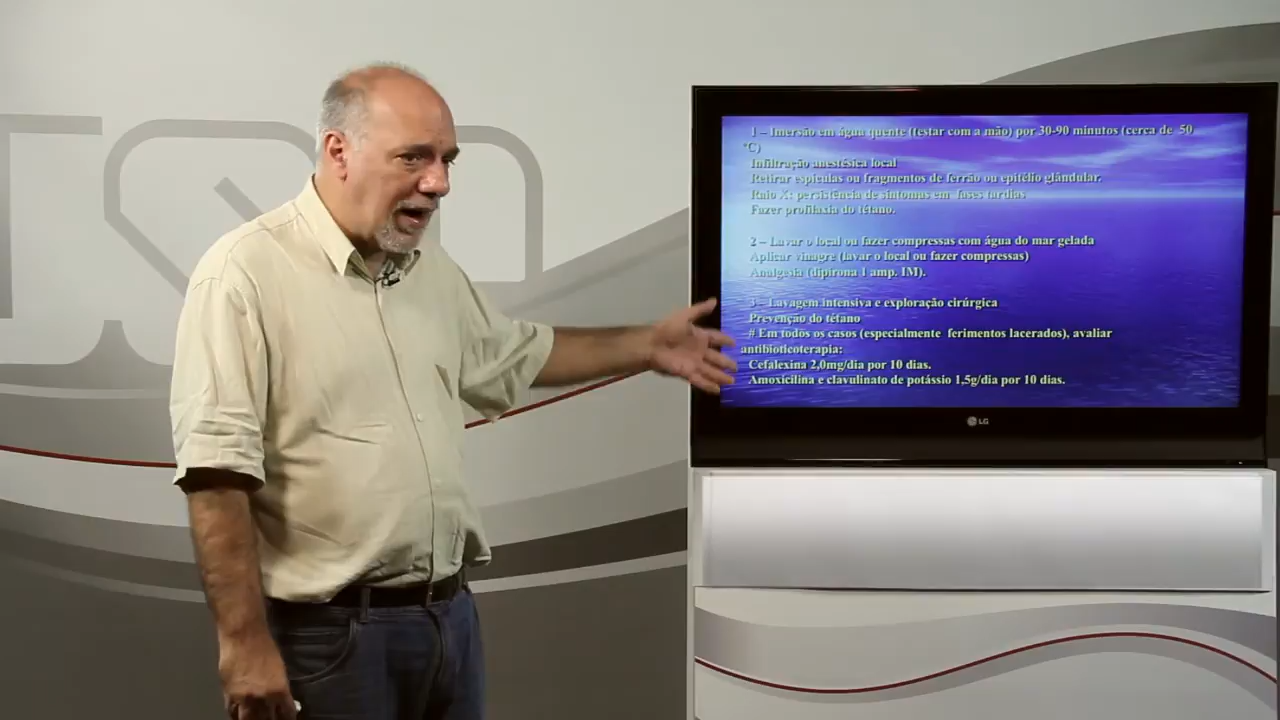 1 – Imersão em água quente (testar com a mão) por 30-90 minutos (cerca de 50
°C)
Infiltração anestésica local
Retirar espículas ou fragmentos de ferrão ou epitélio glândular.
Raio X: persistência de sintomas em fases tardias
Fazer profilaxia do tétano.
2 – Lavar o local ou fazer compressas com água do mar gelada
Aplicar vinagre (lavar o local ou fazer compressas)
Analgesia (dipirona 1 amp. IM).
3 – Lavagem intensiva e exploração cirúrgica
Prevenção do tétano
# Em todos os casos (especialmente ferimentos lacerados), avaliar
antibioticoterapia:
Cefalexina 2,0mg/dia por 10 dias.
Amoxicilina e clavulinato de potássio 1,5g/dia por 10 dias.
LG